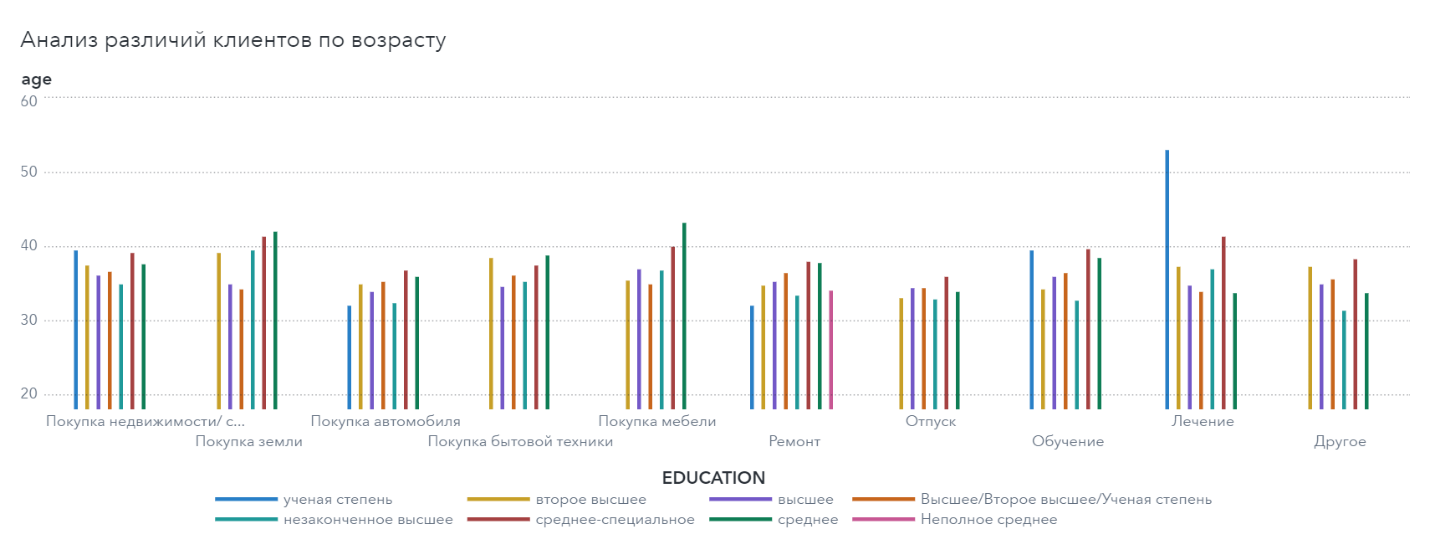 Анализ различий клиентов по возрасту
age
60
50
40
30
20
Покупка недвижимости/ с... Покупка автомобиля Покупка мебели Отпуск Лечение
Покупка земли Покупка бытовой техники Ремонт Обучение Другое
EDUCATION
ученая степень второе высшее высшее Высшее/Второе высшее/Ученая степень
незаконченное высшее среднее-специальное среднее Неполное среднее